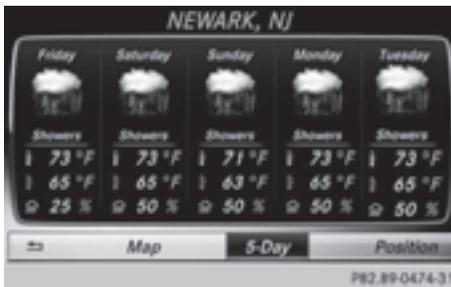 NEWARK, NJ
Friday Saturday Sunday Monday Tuesday
Showers Showers Showers Showers Showers
73 °F 73 °F 71 °F 73 °F 73 °F
65 °F 65 °F 63 °F 65 °F 65 °F
25 % 50 % 50 % 50 % 50 %
Map 5-Day Position
P82.89-0474-31